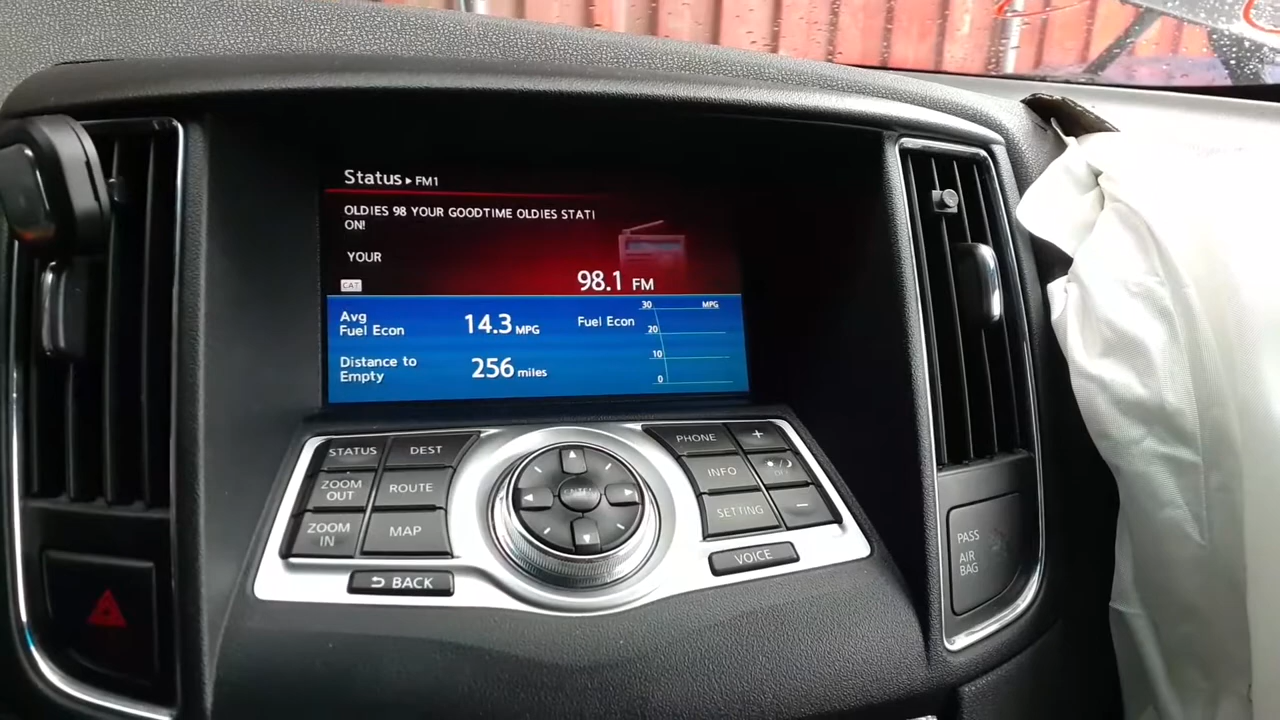 Status ▸ FM1
OLDIES 98 YOUR GOODTIME OLDIES STATI
ON!
YOUR
CAT
98.1 FM
Avg
Fuel Econ
14.3 MPG
Distance to
Empty
256 miles
Fuel Econ
MPG
30
20
10
0
STATUS
DEST
ZOOM
OUT
ROUTE
ZOOM
IN
MAP
BACK
ENTER
PHONE
+
INFO
SETTING
−
VOICE
PASS
AIR
BAG